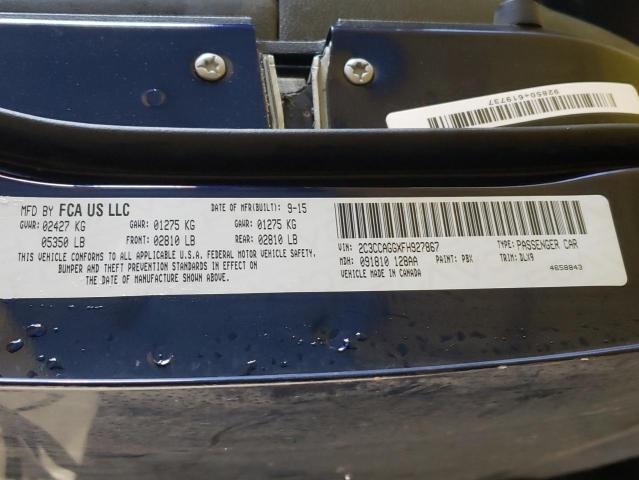 928504619737
MFD BY FCA US LLC DATE OF MFR(BUILT): 9-15
GVWR: 02427 KG GAWR: 01275 KG GAWR: 01275 KG
05350 LB FRONT: 02810 LB REAR: 02810 LB
THIS VEHICLE CONFORMS TO ALL APPLICABLE U.S.A. FEDERAL MOTOR VEHICLE SAFETY,
BUMPER AND THEFT PREVENTION STANDARDS IN EFFECT ON
THE DATE OF MANUFACTURE SHOWN ABOVE.
VIN: 2C3CCAGGXFH927867 TYPE: PASSENGER CAR
MDH: 091810 128AA PAINT: PBX TRIM: DLX9
VEHICLE MADE IN CANADA 4658843